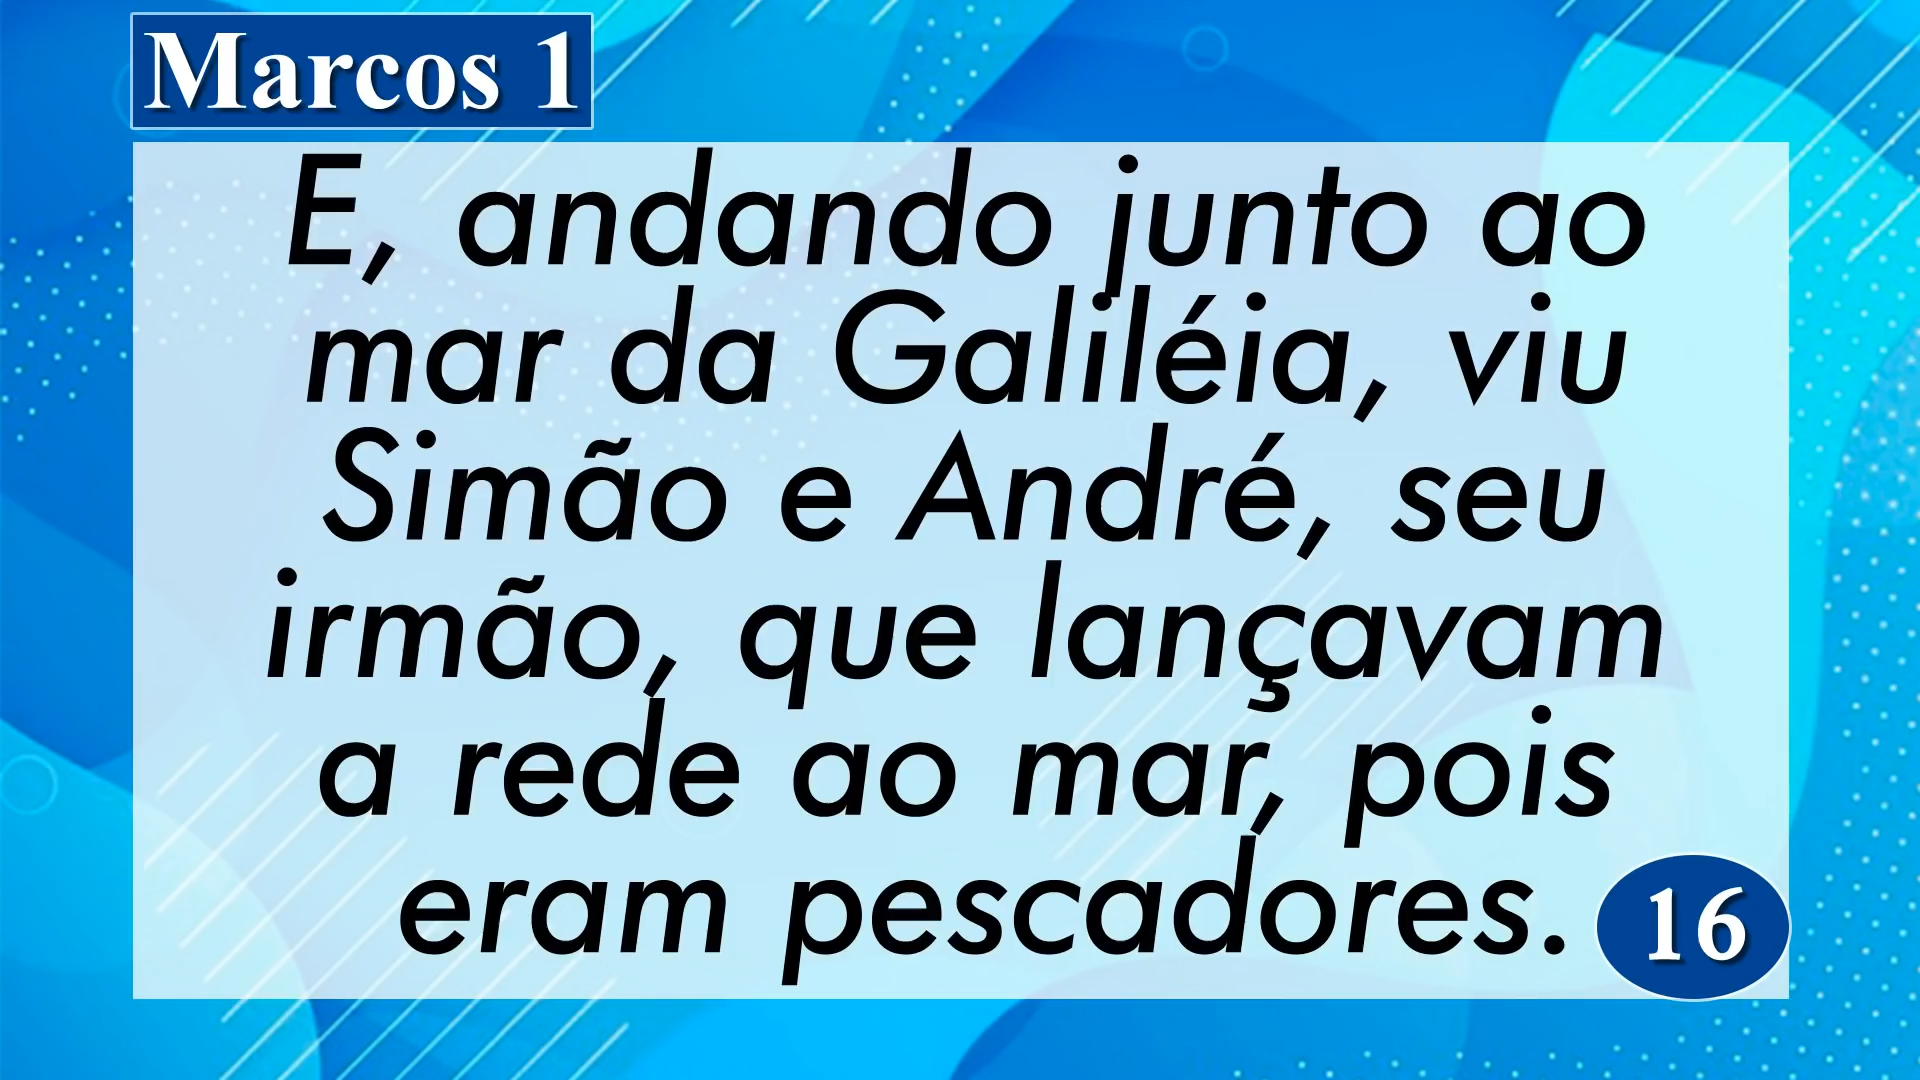 Marcos 1
E, andando junto ao
mar da Galiléia, viu
Simão e André, seu
irmão, que lançavam
a rede ao mar, pois
eram pescadores.
16